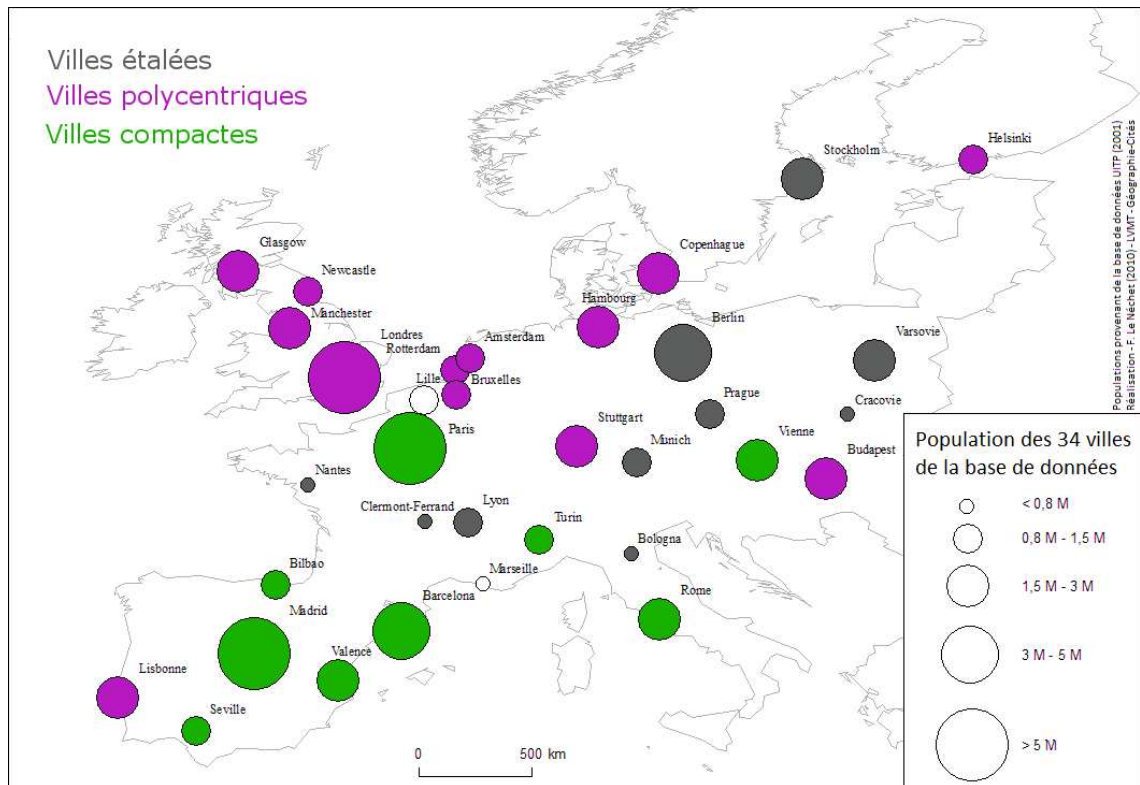 Villes étalées
Villes polycentriques
Villes compactes
Helsinki
Stockholm
Glasgow
Copenhague
Newcastle
Hambourg
Manchester
Berlin
Varsovie
Londres
Amsterdam
Rotterdam
Lille
Bruxelles
Prague
Cracovie
Paris
Stuttgart
Munich
Vienne
Budapest
Nantes
Clermont-Ferrand
Lyon
Turin
Bologna
Bilbao
Marseille
Barcelona
Rome
Madrid
Valence
Lisbonne
Seville
0
500 km
Populations provenant de la base de données UITP (2001)
Réalisation - F. Le Néchet (2010) - LVMT - Géographie-Cités
Population des 34 villes
de la base de données
< 0,8 M
0,8 M - 1,5 M
1,5 M - 3 M
3 M - 5 M
> 5 M